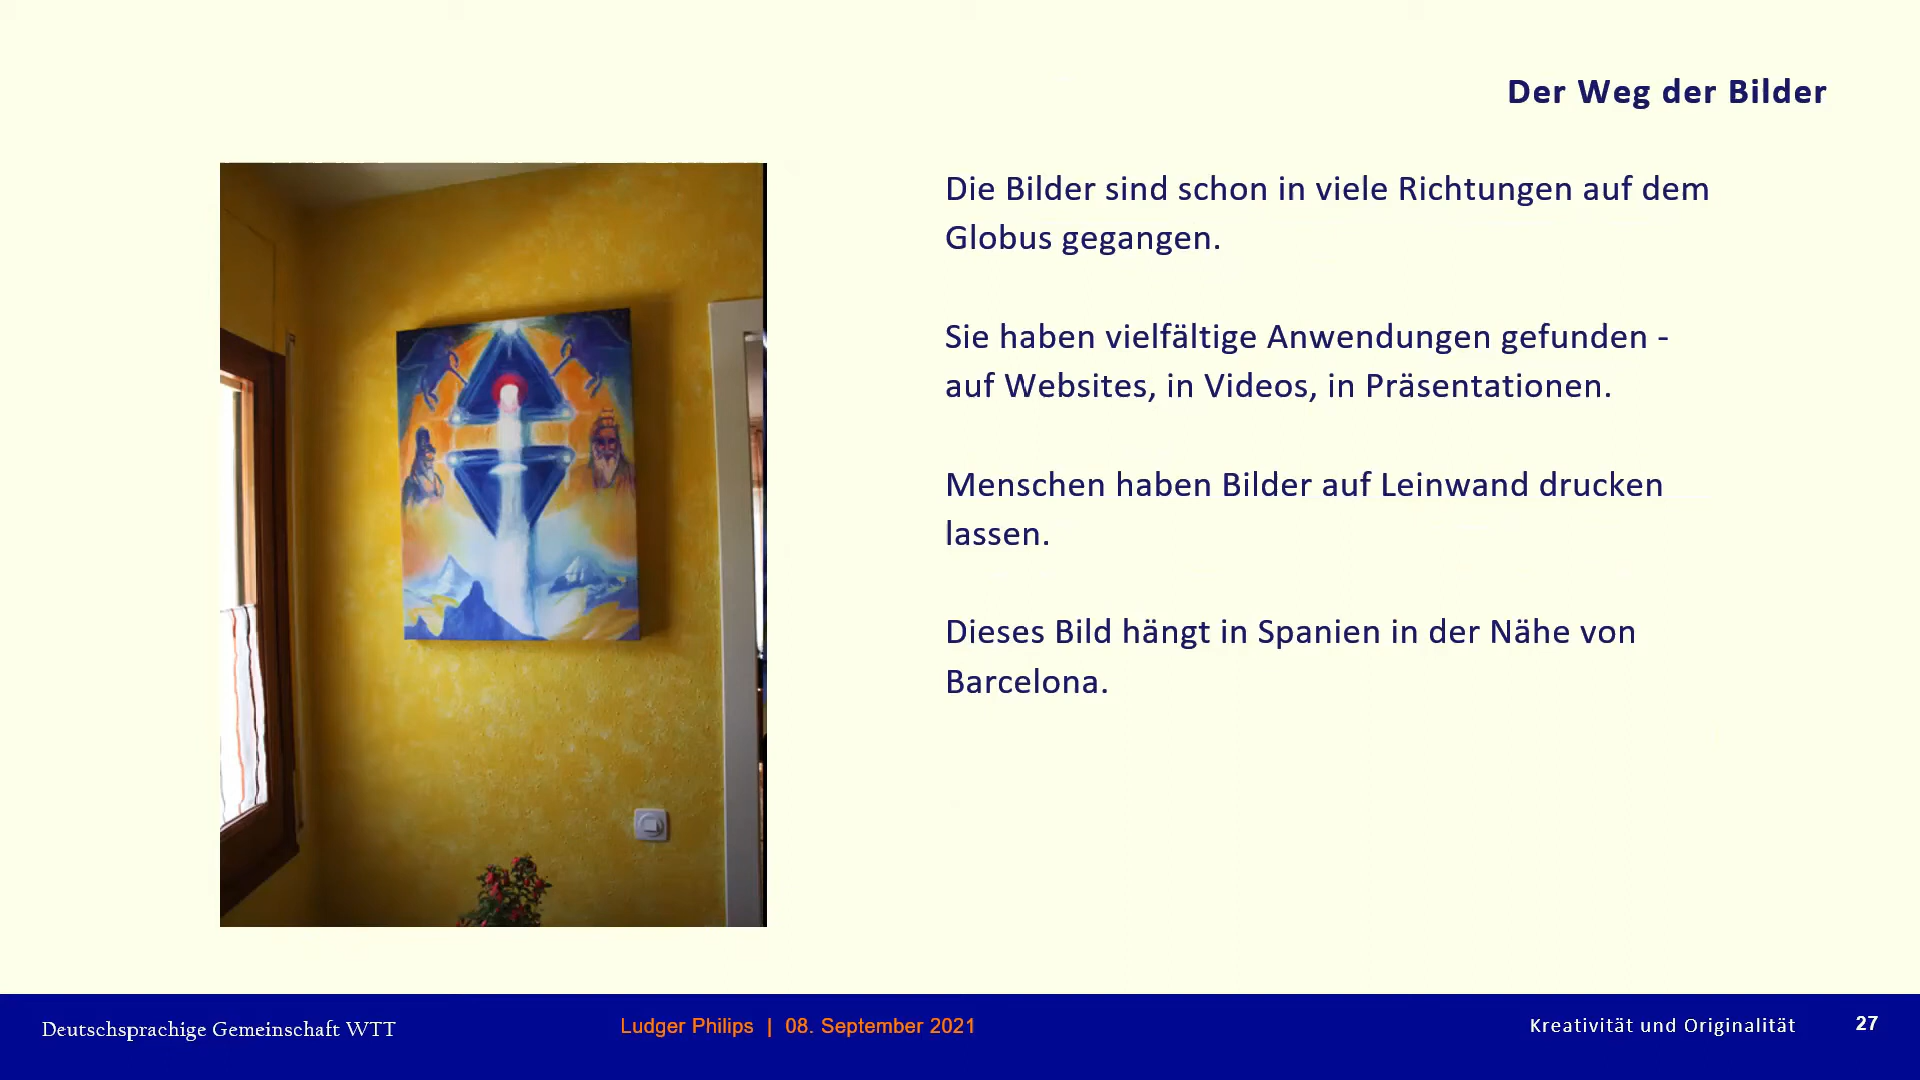 Der Weg der Bilder
Die Bilder sind schon in viele Richtungen auf dem
Globus gegangen.
Sie haben vielfältige Anwendungen gefunden -
auf Websites, in Videos, in Präsentationen.
Menschen haben Bilder auf Leinwand drucken
lassen.
Dieses Bild hängt in Spanien in der Nähe von
Barcelona.
Deutschsprachige Gemeinschaft WTT
Ludger Philips | 08. September 2021
Kreativität und Originalität
27